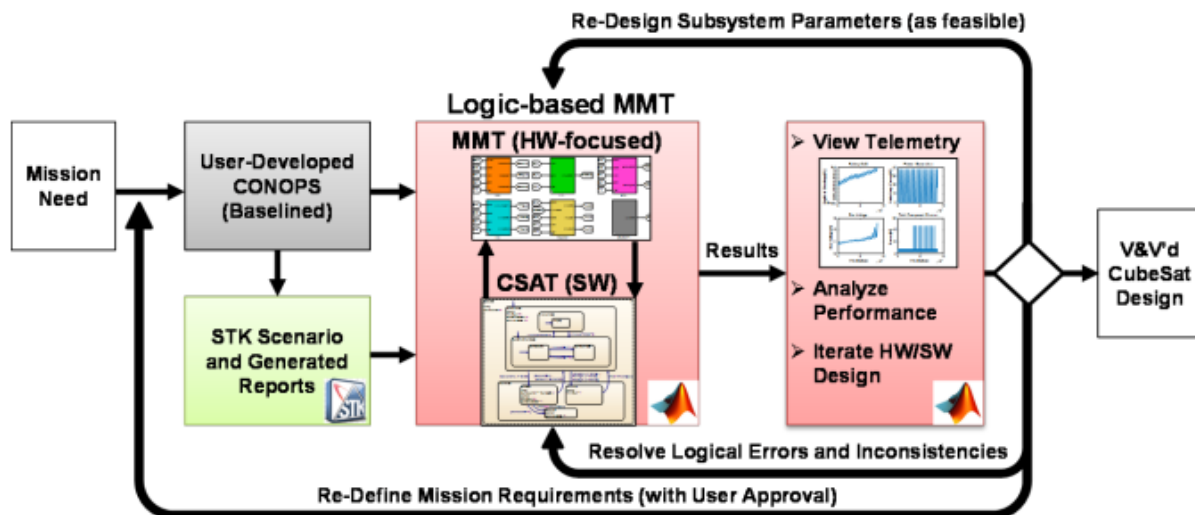 Re-Design Subsystem Parameters (as feasible)
Logic-based MMT
MMT (HW-focused)
Mission
Need
User-Developed
CONOPS
(Baselined)
STK Scenario
and Generated
Reports
STK
CSAT (SW)
Results
➢ View Telemetry
➢ Analyze
Performance
➢ Iterate HW/SW
Design
V&V'd
CubeSat
Design
Resolve Logical Errors and Inconsistencies
Re-Define Mission Requirements (with User Approval)